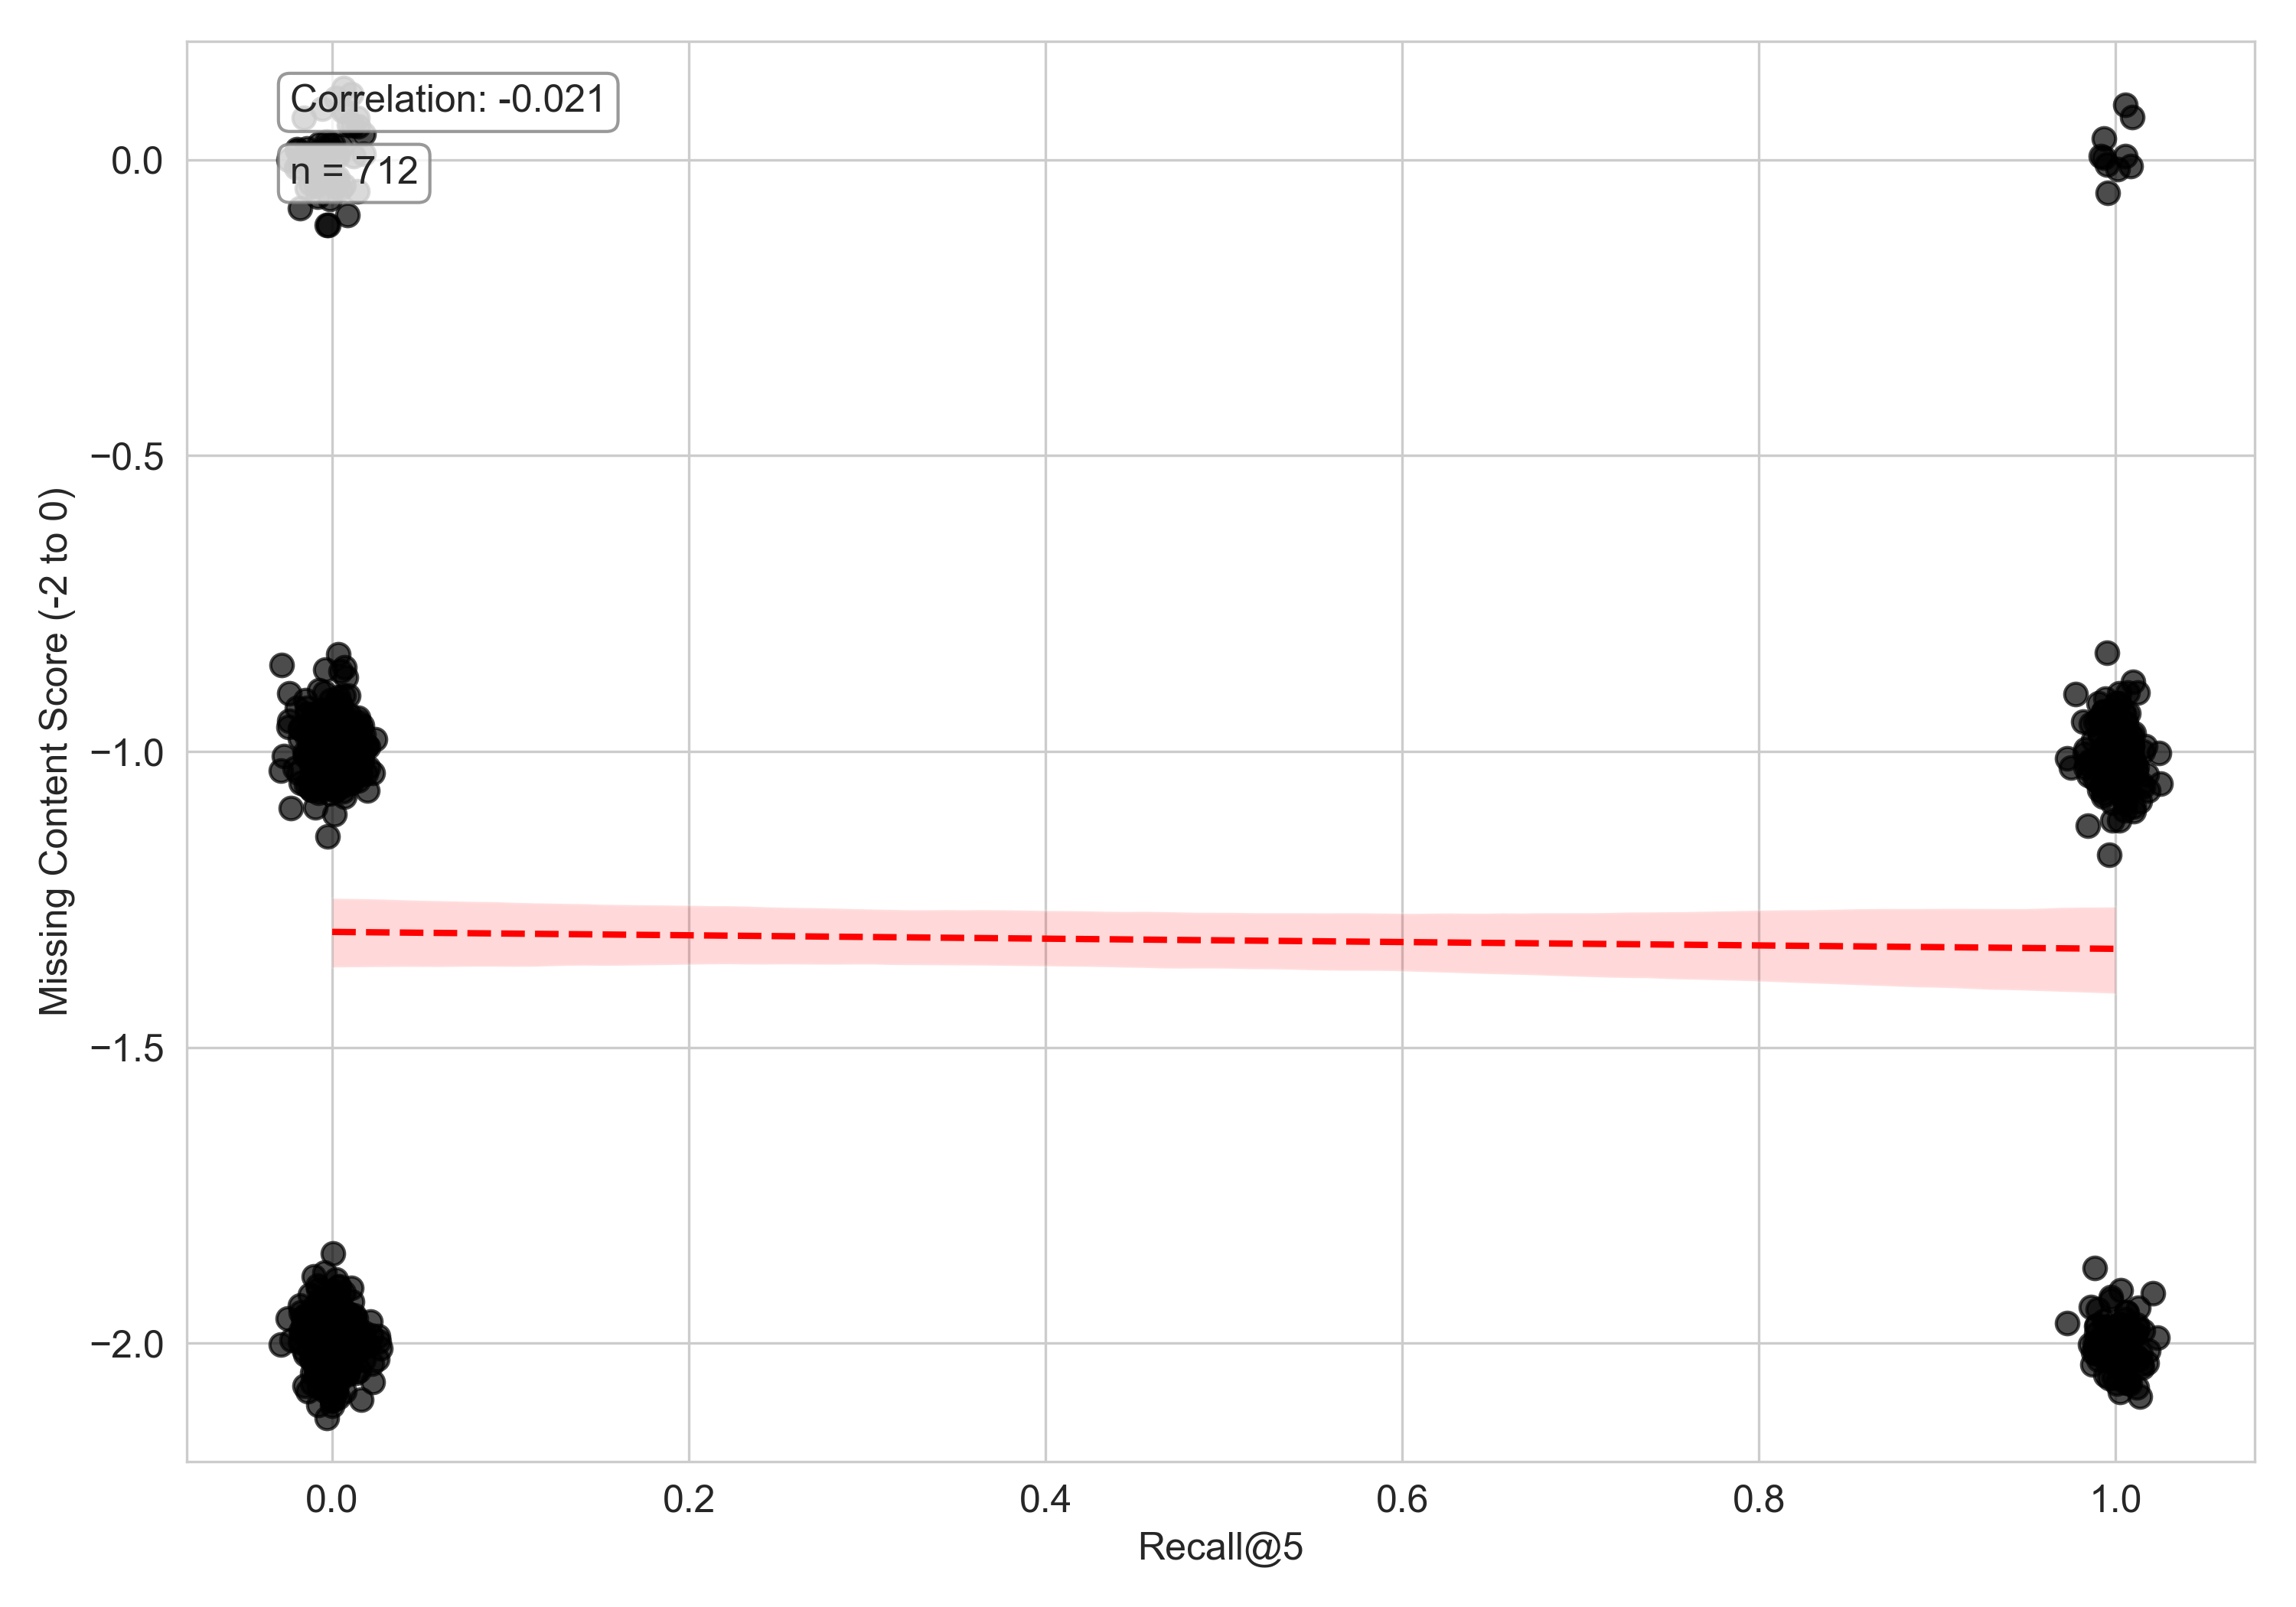 Correlation: -0.021
n = 712
0.0
−0.5
−1.0
−1.5
−2.0
Missing Content Score (-2 to 0)
0.0 0.2 0.4 0.6 0.8 1.0
Recall@5